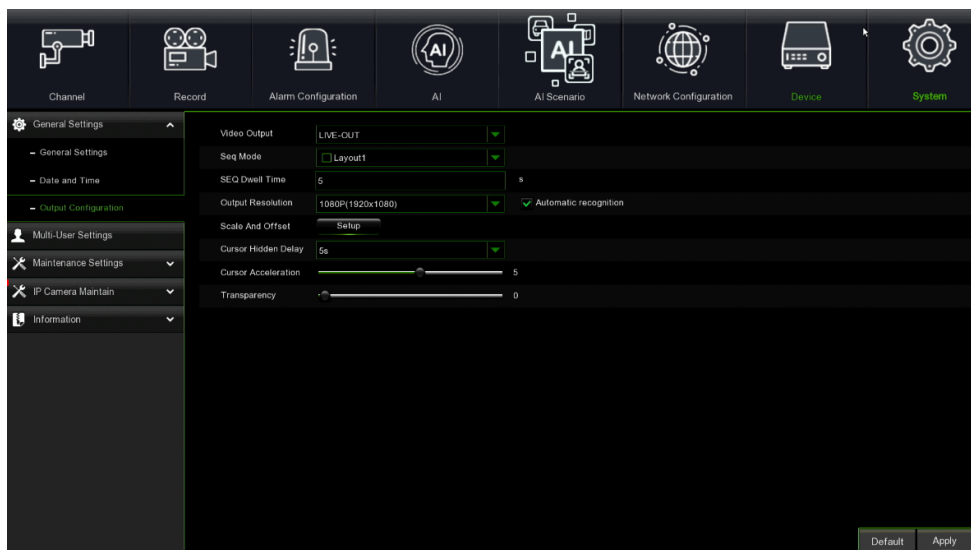 Channel
Record
Alarm Configuration
AI
AI
AI
AI Scenario
Network Configuration
Device
System
General Settings
General Settings
Date and Time
Output Configuration
Multi-User Settings
Maintenance Settings
IP Camera Maintain
Information
Video Output LIVE-OUT
Seq Mode Layout1
SEQ Dwell Time 5 s
Output Resolution 1080P(1920x1080) Automatic recognition
Scale And Offset Setup
Cursor Hidden Delay 5s
Cursor Acceleration 5
Transparency 0
Default Apply